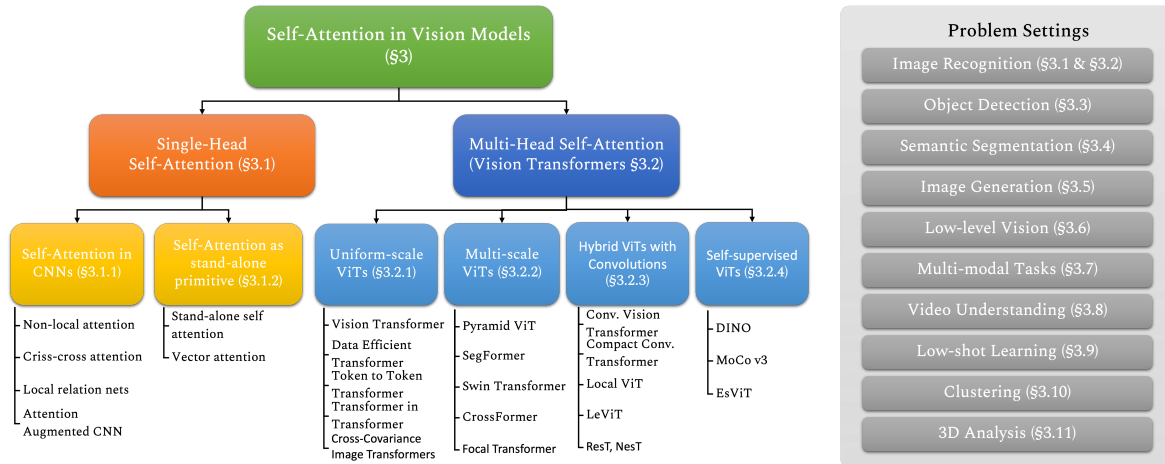 Self-Attention in Vision Models
(§3)
Single-Head
Self-Attention (§3.1)
Multi-Head Self-Attention
(Vision Transformers §3.2)
Self-Attention in
CNNs (§3.1.1)
Self-Attention as
stand-alone
primitive (§3.1.2)
Uniform-scale
ViTs (§3.2.1)
Multi-scale
ViTs (§3.2.2)
Hybrid ViTs with
Convolutions
(§3.2.3)
Self-supervised
ViTs (§3.2.4)
Non-local attention
Criss-cross attention
Local relation nets
Attention
Augmented CNN
Stand-alone self
attention
Vector attention
Vision Transformer
Data Efficient
Transformer
Token to Token
Transformer
Transformer in
Transformer
Cross-Covariance
Image Transformers
Pyramid ViT
SegFormer
Swin Transformer
CrossFormer
Focal Transformer
Conv. Vision
Transformer
Compact Conv.
Transformer
Local ViT
LeViT
ResT, NesT
DINO
MoCo v3
EsViT
Problem Settings
Image Recognition (§3.1 & §3.2)
Object Detection (§3.3)
Semantic Segmentation (§3.4)
Image Generation (§3.5)
Low-level Vision (§3.6)
Multi-modal Tasks (§3.7)
Video Understanding (§3.8)
Low-shot Learning (§3.9)
Clustering (§3.10)
3D Analysis (§3.11)